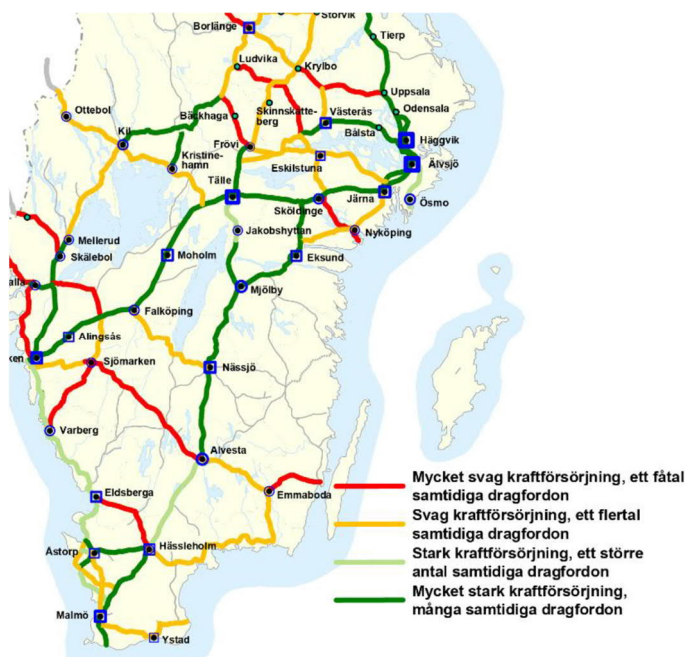 Borlänge
Storvik
Tierp
Ludvika
Krylbo
Uppsala
Ottebol
Bäckhaga
Skinnskatte-
berg
Västerås
Odensala
Kil
Bålsta
Häggvik
Frövi
Kristine-
hamn
Eskilstuna
Älvsjö
Tälle
Järna
Sköldinge
Ösmo
Mellerud
Jakobshyttan
Nyköping
Skälebol
Moholm
Eksund
alla
Mjölby
Falköping
Alingsås
ken
Sjömarken
Nässjö
Varberg
Alvesta
Emmaboda
Eldsberga
Åstorp
Hässleholm
Malmö
Ystad
Mycket svag kraftförsörjning, ett fåtal
samtidiga dragfordon
Svag kraftförsörjning, ett flertal
samtidiga dragfordon
Stark kraftförsörjning, ett större
antal samtidiga dragfordon
Mycket stark kraftförsörjning,
många samtidiga dragfordon